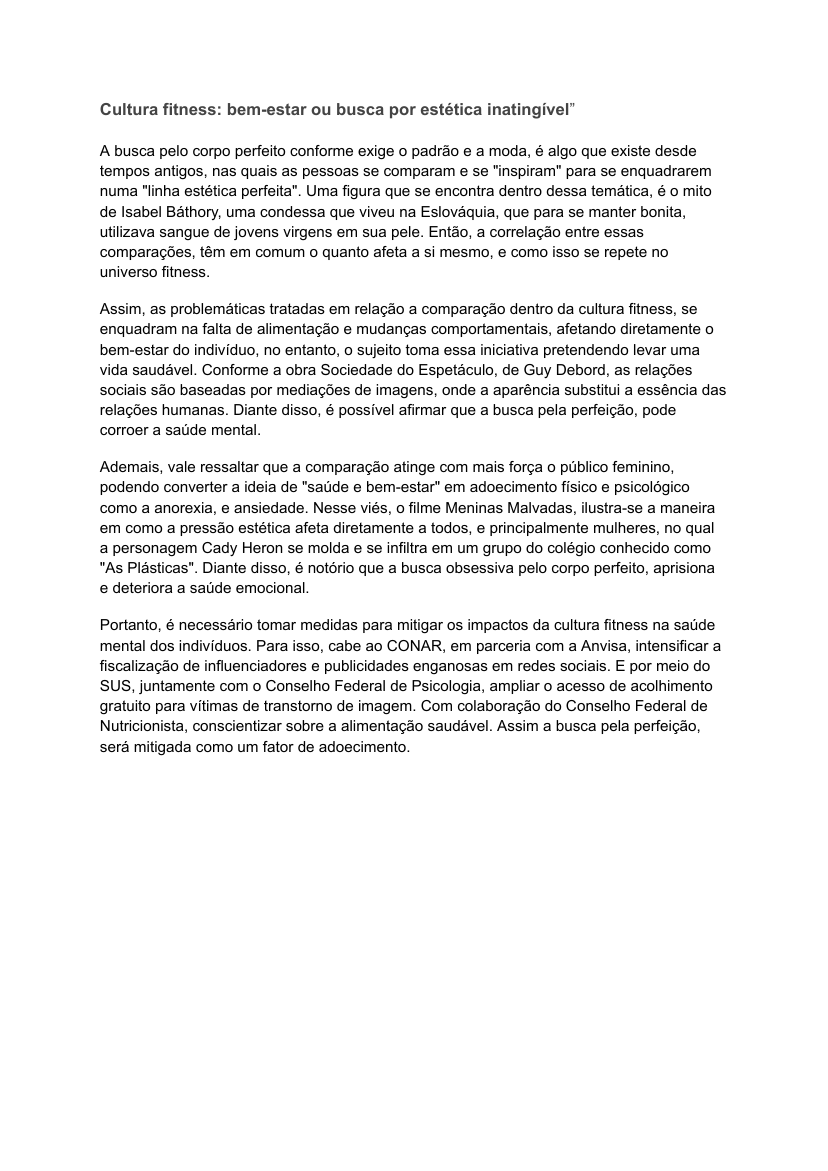 Cultura fitness: bem-estar ou busca por estética inatingível”
A busca pelo corpo perfeito conforme exige o padrão e a moda, é algo que existe desde
tempos antigos, nas quais as pessoas se comparam e se "inspiram" para se enquadrarem
numa "linha estética perfeita". Uma figura que se encontra dentro dessa temática, é o mito
de Isabel Báthory, uma condessa que viveu na Eslováquia, que para se manter bonita,
utilizava sangue de jovens virgens em sua pele. Então, a correlação entre essas
comparações, têm em comum o quanto afeta a si mesmo, e como isso se repete no
universo fitness.
Assim, as problemáticas tratadas em relação a comparação dentro da cultura fitness, se
enquadram na falta de alimentação e mudanças comportamentais, afetando diretamente o
bem-estar do indivíduo, no entanto, o sujeito toma essa iniciativa pretendendo levar uma
vida saudável. Conforme a obra Sociedade do Espetáculo, de Guy Debord, as relações
sociais são baseadas por mediações de imagens, onde a aparência substitui a essência das
relações humanas. Diante disso, é possível afirmar que a busca pela perfeição, pode
corroer a saúde mental.
Ademais, vale ressaltar que a comparação atinge com mais força o público feminino,
podendo converter a ideia de "saúde e bem-estar" em adoecimento físico e psicológico
como a anorexia, e ansiedade. Nesse viés, o filme Meninas Malvadas, ilustra-se a maneira
em como a pressão estética afeta diretamente a todos, e principalmente mulheres, no qual
a personagem Cady Heron se molda e se infiltra em um grupo do colégio conhecido como
"As Plásticas". Diante disso, é notório que a busca obsessiva pelo corpo perfeito, aprisiona
e deteriora a saúde emocional.
Portanto, é necessário tomar medidas para mitigar os impactos da cultura fitness na saúde
mental dos indivíduos. Para isso, cabe ao CONAR, em parceria com a Anvisa, intensificar a
fiscalização de influenciadores e publicidades enganosas em redes sociais. E por meio do
SUS, juntamente com o Conselho Federal de Psicologia, ampliar o acesso de acolhimento
gratuito para vítimas de transtorno de imagem. Com colaboração do Conselho Federal de
Nutricionista, conscientizar sobre a alimentação saudável. Assim a busca pela perfeição,
será mitigada como um fator de adoecimento.